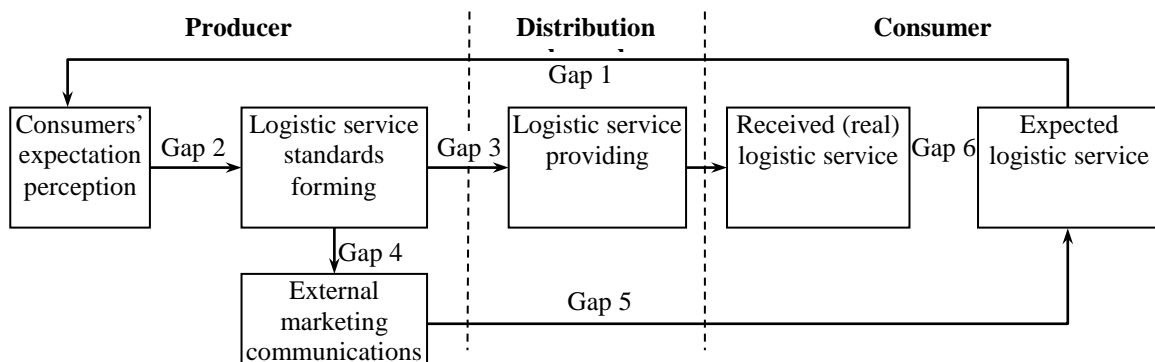 Producer
Distribution
Consumer
Gap 1
Consumers’
expectation
perception
Gap 2
Logistic service
standards
forming
Gap 3
Logistic service
providing
Received (real)
logistic service
Gap 6
Expected
logistic service
Gap 4
External
marketing
communications
Gap 5